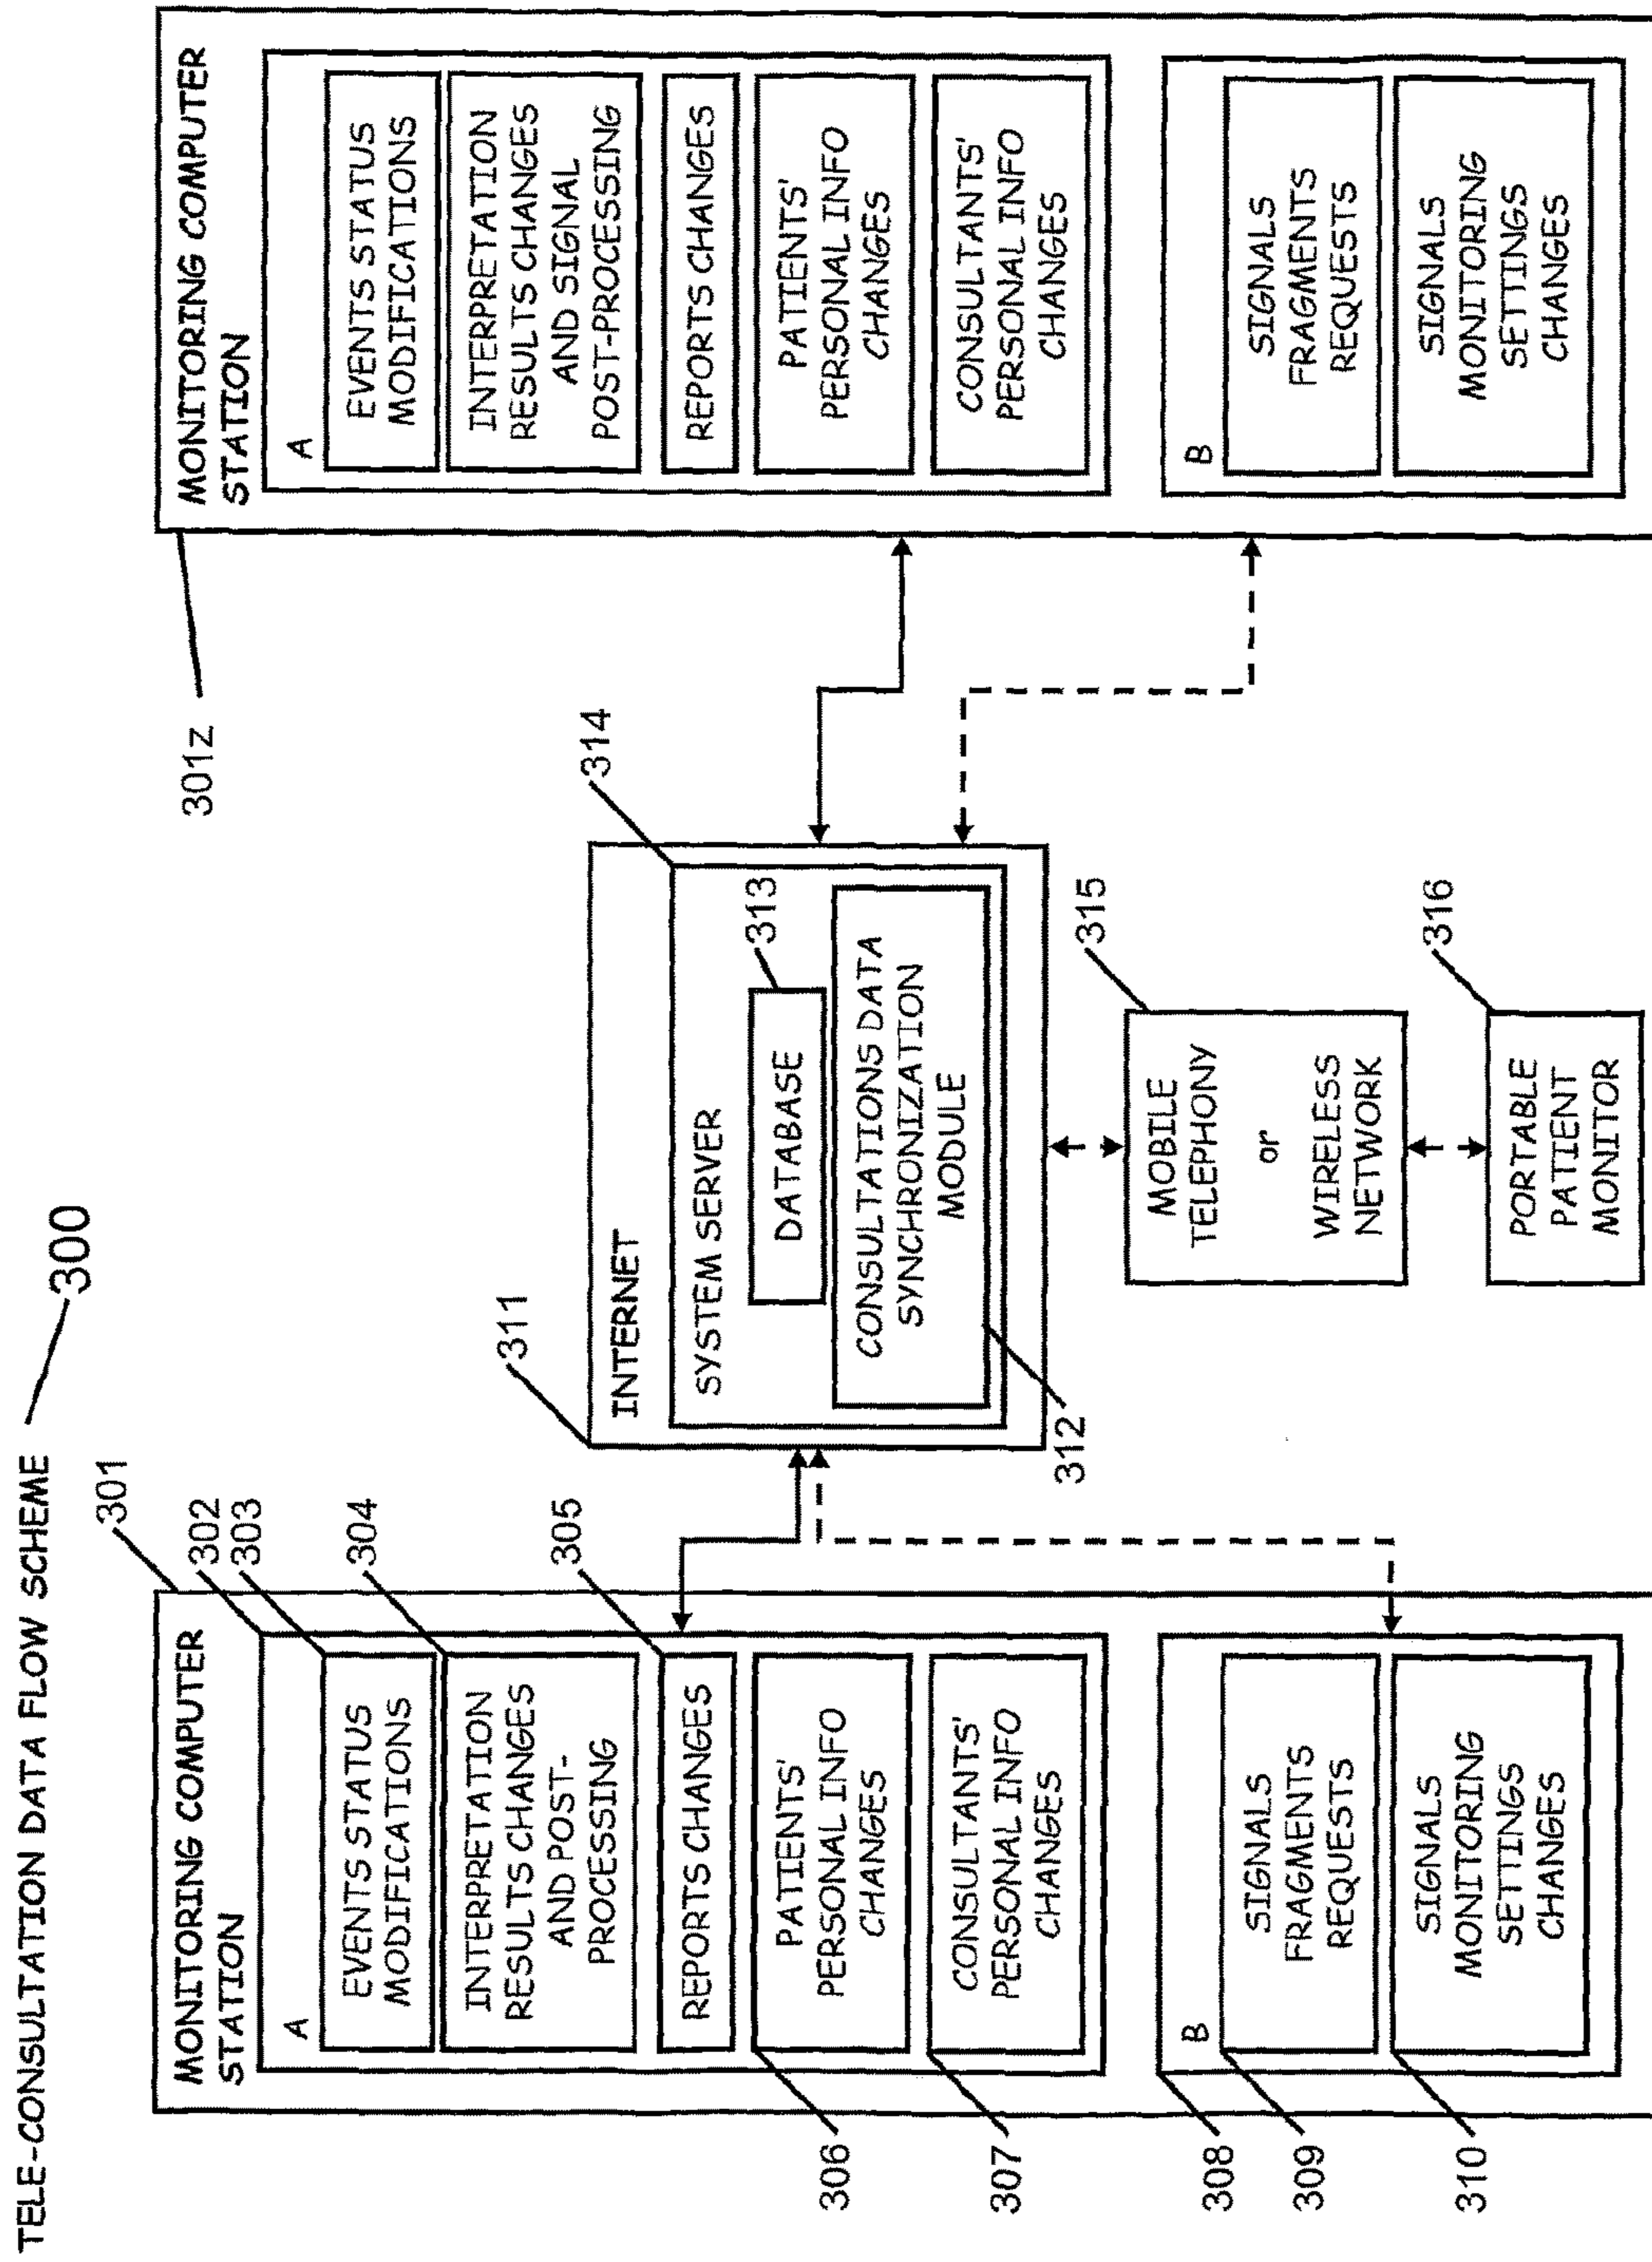 TELE-CONSULTATION DATA FLOW SCHEME
300
301
MONITORING COMPUTER
STATION
302
303
A
EVENTS STATUS
MODIFICATIONS
304
INTERPRETATION
RESULTS CHANGES
AND POST-
PROCESSING
305
REPORTS CHANGES
PATIENTS'
PERSONAL INFO
CHANGES
306
CONSULTANTS'
PERSONAL INFO
CHANGES
307
308
B
SIGNALS
FRAGMENTS
REQUESTS
309
SIGNALS
MONITORING
SETTINGS
CHANGES
310
311
INTERNET
314
SYSTEM SERVER
313
DATABASE
CONSULTATIONS DATA
SYNCHRONIZATION
MODULE
312
315
MOBILE
TELEPHONY
or
WIRELESS
NETWORK
316
PORTABLE
PATIENT
MONITOR
301z
MONITORING COMPUTER
STATION
A
EVENTS STATUS
MODIFICATIONS
INTERPRETATION
RESULTS CHANGES
AND SIGNAL
POST-PROCESSING
REPORTS CHANGES
PATIENTS'
PERSONAL INFO
CHANGES
CONSULTANTS'
PERSONAL INFO
CHANGES
B
SIGNALS
FRAGMENTS
REQUESTS
SIGNALS
MONITORING
SETTINGS
CHANGES